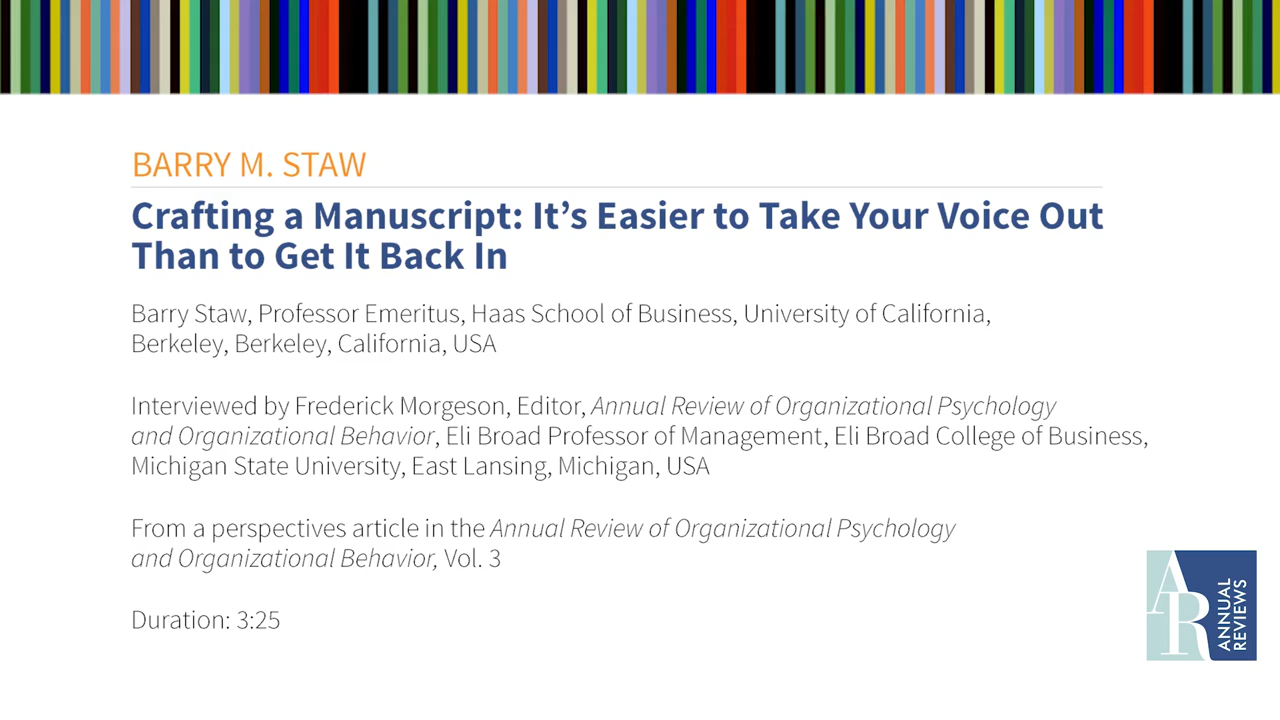 BARRY M. STAW
Crafting a Manuscript: It’s Easier to Take Your Voice Out
Than to Get It Back In
Barry Staw, Professor Emeritus, Haas School of Business, University of California,
Berkeley, Berkeley, California, USA
Interviewed by Frederick Morgeson, Editor, Annual Review of Organizational Psychology
and Organizational Behavior, Eli Broad Professor of Management, Eli Broad College of Business,
Michigan State University, East Lansing, Michigan, USA
From a perspectives article in the Annual Review of Organizational Psychology
and Organizational Behavior, Vol. 3
Duration: 3:25
AR
ANNUAL
REVIEWS